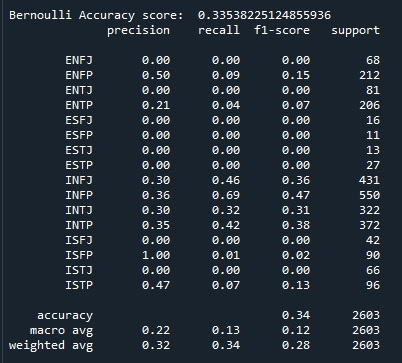 Bernoulli Accuracy score:  0.33538225124855936
              precision    recall  f1-score   support

        ENFJ       0.00      0.00      0.00        68
        ENFP       0.50      0.09      0.15       212
        ENTJ       0.00      0.00      0.00        81
        ENTP       0.21      0.04      0.07       206
        ESFJ       0.00      0.00      0.00        16
        ESFP       0.00      0.00      0.00        11
        ESTJ       0.00      0.00      0.00        13
        ESTP       0.00      0.00      0.00        27
        INFJ       0.30      0.46      0.36       431
        INFP       0.36      0.69      0.47       550
        INTJ       0.30      0.32      0.31       322
        INTP       0.35      0.42      0.38       372
        ISFJ       0.00      0.00      0.00        42
        ISFP       1.00      0.01      0.02        90
        ISTJ       0.00      0.00      0.00        66
        ISTP       0.47      0.07      0.13        96

    accuracy                           0.34      2603
   macro avg       0.22      0.13      0.12      2603
weighted avg       0.32      0.34      0.28      2603